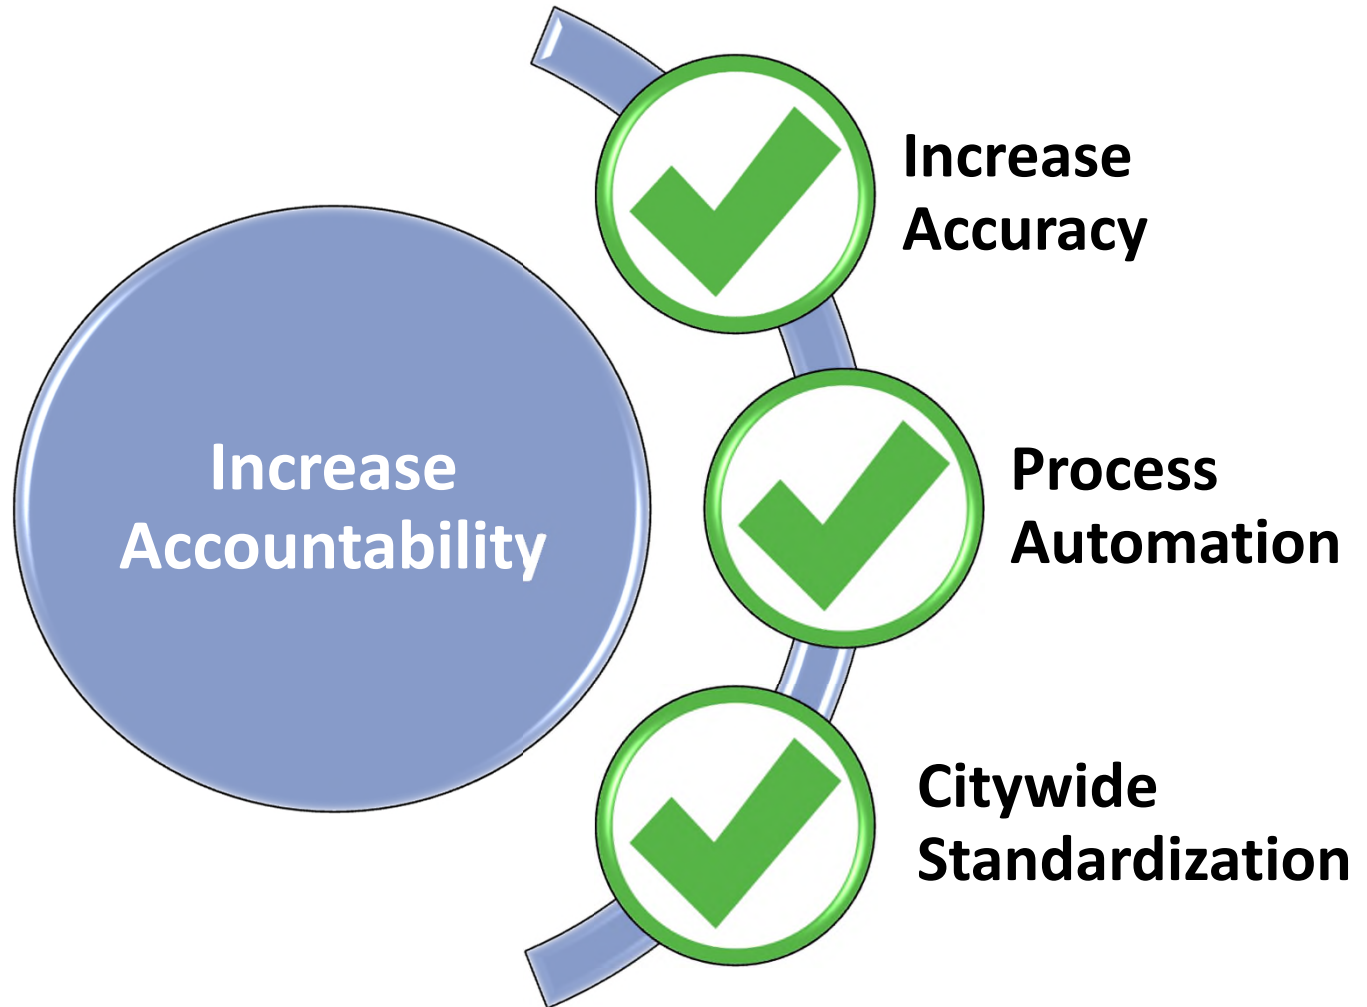 Increase
Accountability
Increase
Accuracy
Process
Automation
Citywide
Standardization